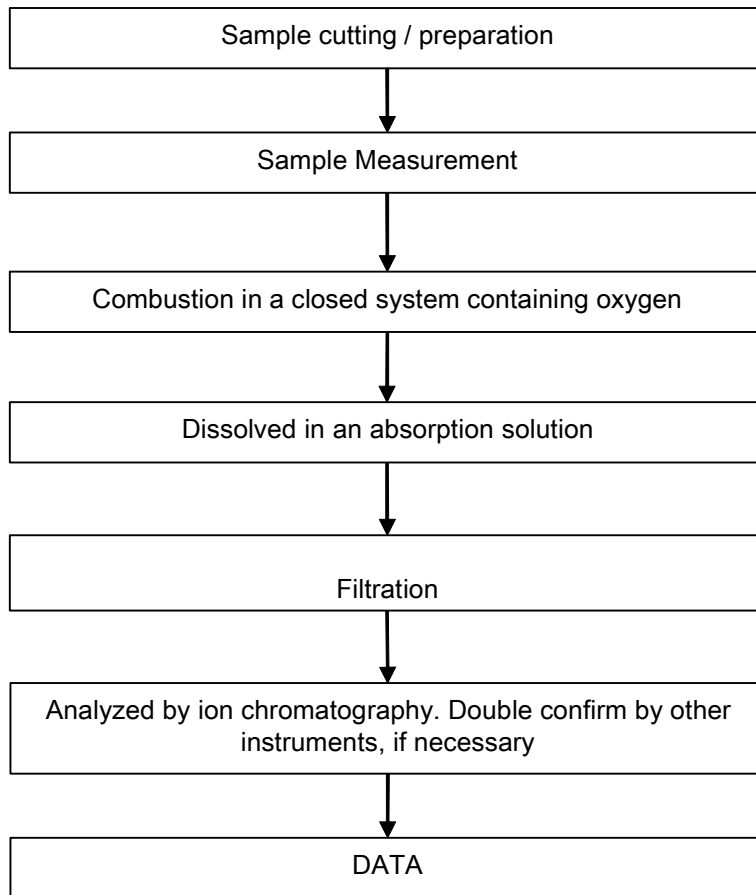 Sample cutting / preparation
Sample Measurement
Combustion in a closed system containing oxygen
Dissolved in an absorption solution
Filtration
Analyzed by ion chromatography. Double confirm by other
instruments, if necessary
DATA